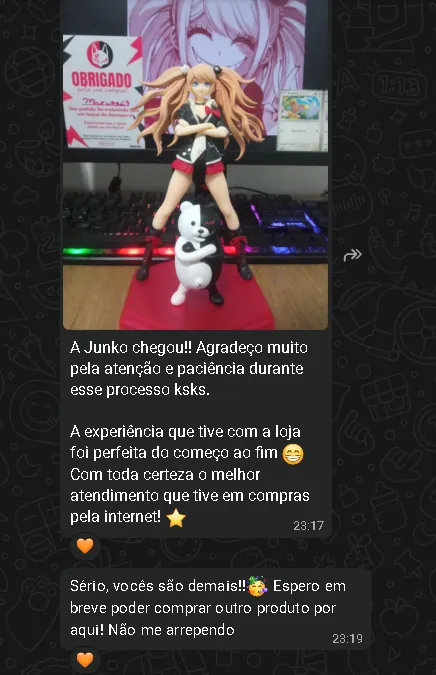 OBRIGADO
A Junko chegou!! Agradeço muito
pela atenção e paciência durante
esse processo ksks.
A experiência que tive com a loja
foi perfeita do começo ao fim 😁
Com toda certeza o melhor
atendimento que tive em compras
pela internet! ⭐
23:17
🧡
Sério, vocês são demais!!🥳 Espero em
breve poder comprar outro produto por
aqui! Não me arrependo
23:19
🧡